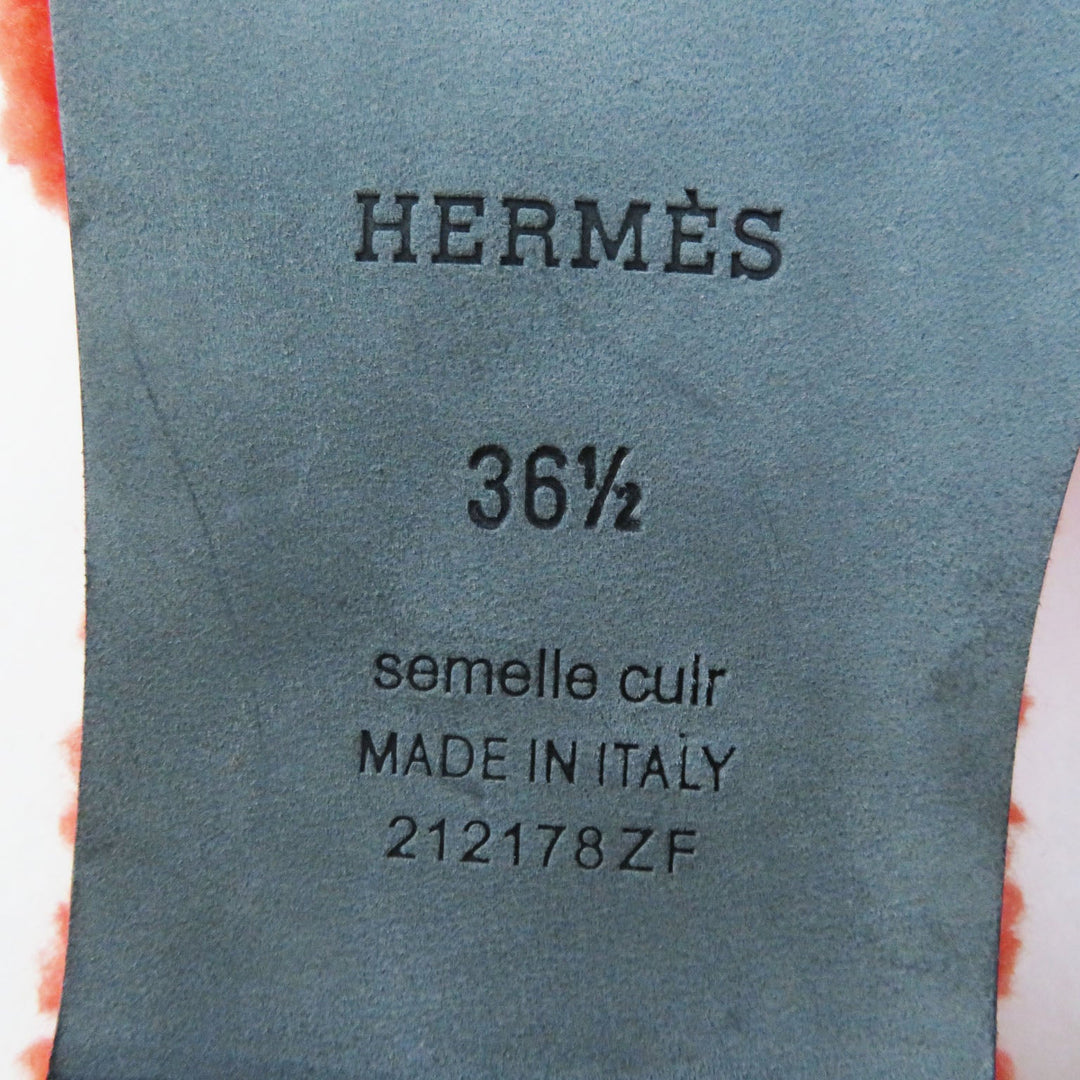 HERMÈS
36½
semelle cuir
MADE IN ITALY
212178ZF